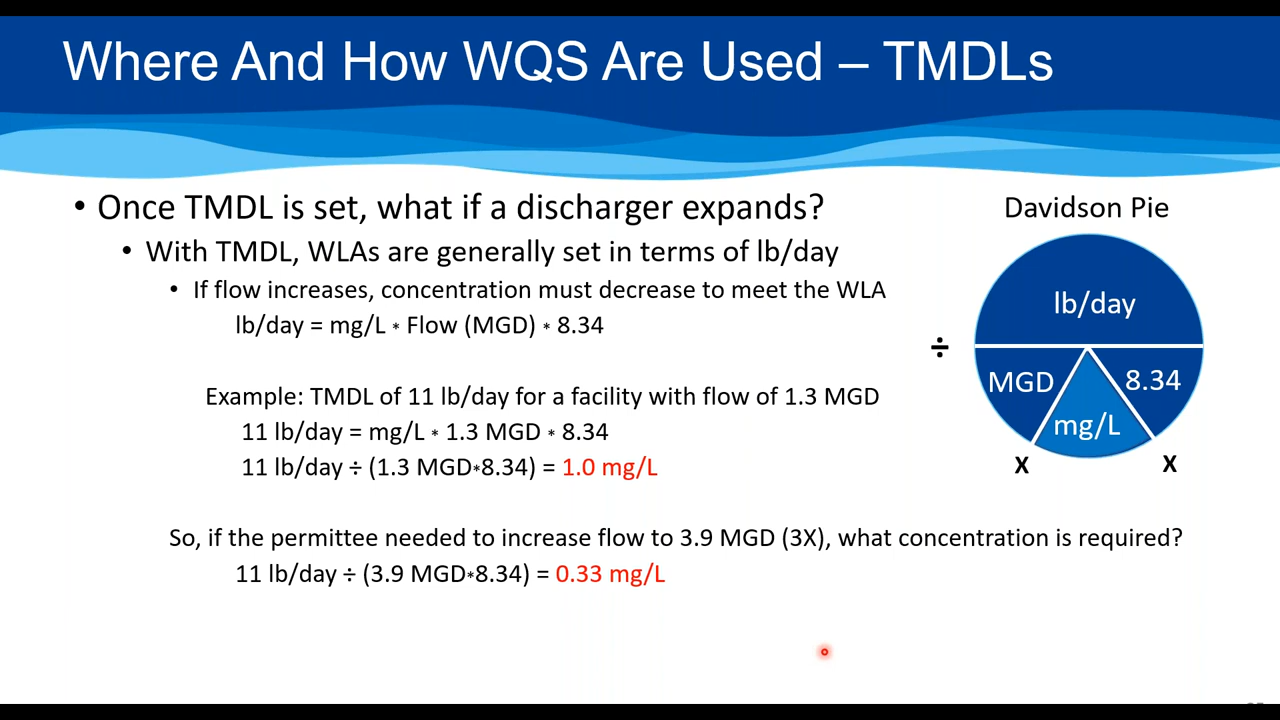 Where And How WQS Are Used – TMDLs
• Once TMDL is set, what if a discharger expands?
• With TMDL, WLAs are generally set in terms of lb/day
• If flow increases, concentration must decrease to meet the WLA
lb/day = mg/L * Flow (MGD) * 8.34
Example: TMDL of 11 lb/day for a facility with flow of 1.3 MGD
11 lb/day = mg/L * 1.3 MGD * 8.34
11 lb/day ÷ (1.3 MGD*8.34) = 1.0 mg/L
So, if the permittee needed to increase flow to 3.9 MGD (3X), what concentration is required?
11 lb/day ÷ (3.9 MGD*8.34) = 0.33 mg/L
Davidson Pie
lb/day
÷
MGD
8.34
mg/L
X
X